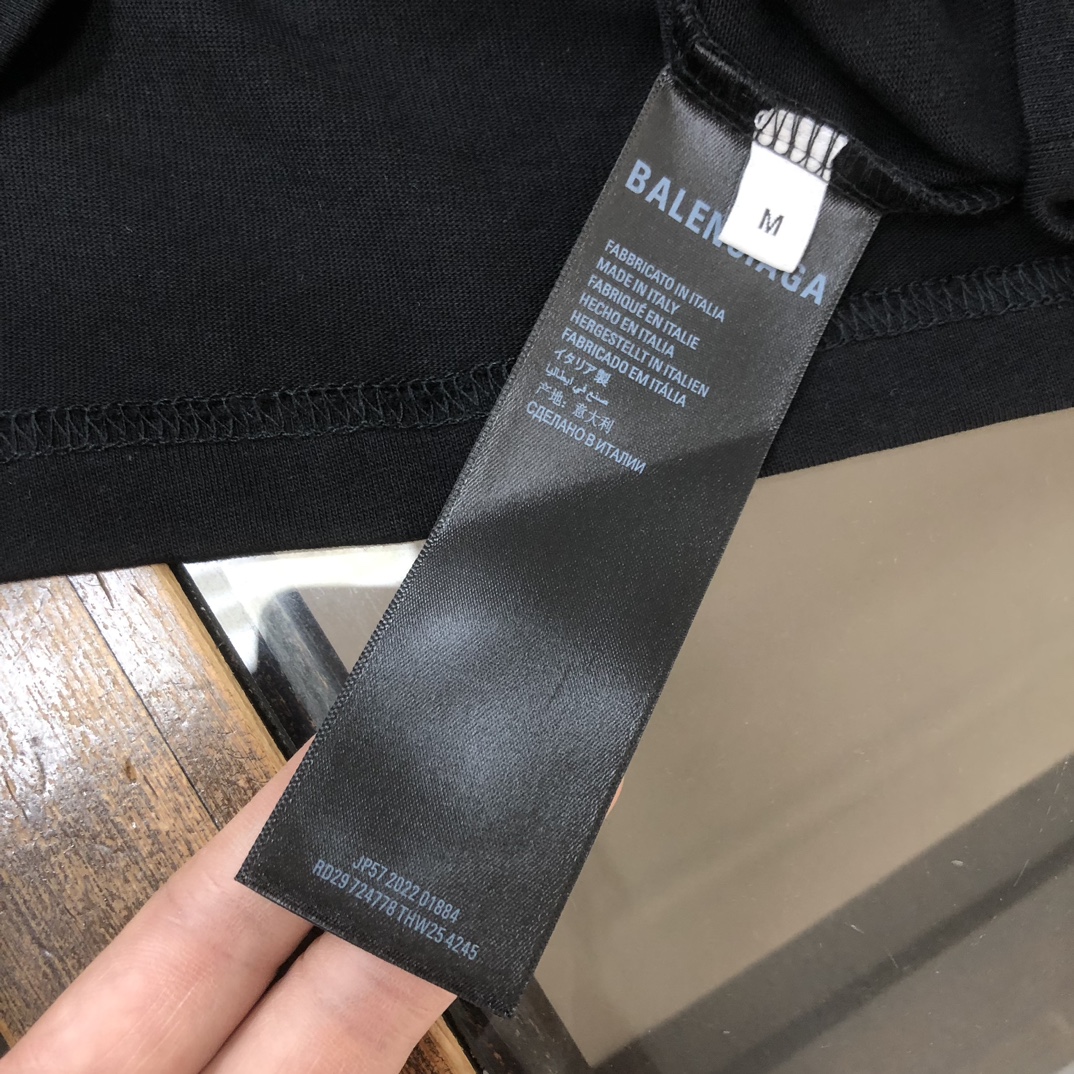 BALENCIAGA
M
FABBRICATO IN ITALIA
MADE IN ITALY
FABRIQUÉ EN ITALIE
HECHO EN ITALIA
HERGESTELLT IN ITALIEN
FABRICADO EM ITÁLIA
イタリア製
صنع في ايطاليا
产地: 意大利
СДЕЛАНО В ИТАЛИИ
JP57 2022 01884
RD29 724778 THW25 4245